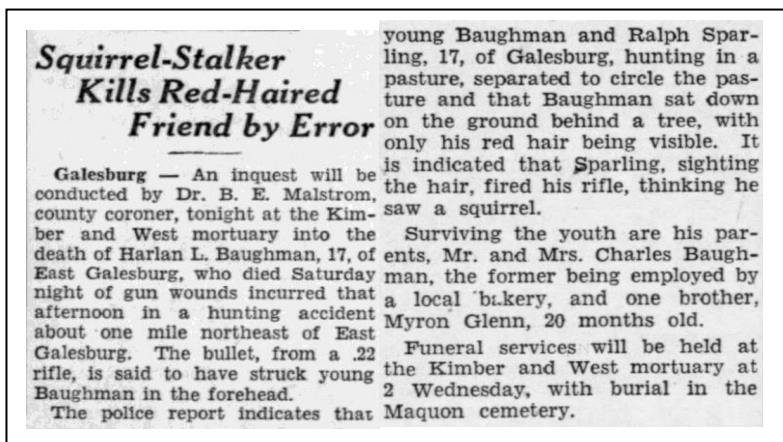 Squirrel-Stalker
Kills Red-Haired
Friend by Error
Galesburg — An inquest will be
conducted by Dr. B. E. Malstrom,
county coroner, tonight at the Kim-
ber and West mortuary into the
death of Harlan L. Baughman, 17, of
East Galesburg, who died Saturday
night of gun wounds incurred that
afternoon in a hunting accident
about one mile northeast of East
Galesburg. The bullet, from a .22
rifle, is said to have struck young
Baughman in the forehead.
The police report indicates that
young Baughman and Ralph Spar-
ling, 17, of Galesburg, hunting in a
pasture, separated to circle the pas-
ture and that Baughman sat down
on the ground behind a tree, with
only his red hair being visible. It
is indicated that Sparling, sighting
the hair, fired his rifle, thinking he
saw a squirrel.
Surviving the youth are his par-
ents, Mr. and Mrs. Charles Baugh-
man, the former being employed by
a local bakery, and one brother,
Myron Glenn, 20 months old.
Funeral services will be held at
the Kimber and West mortuary at
2 Wednesday, with burial in the
Maquon cemetery.